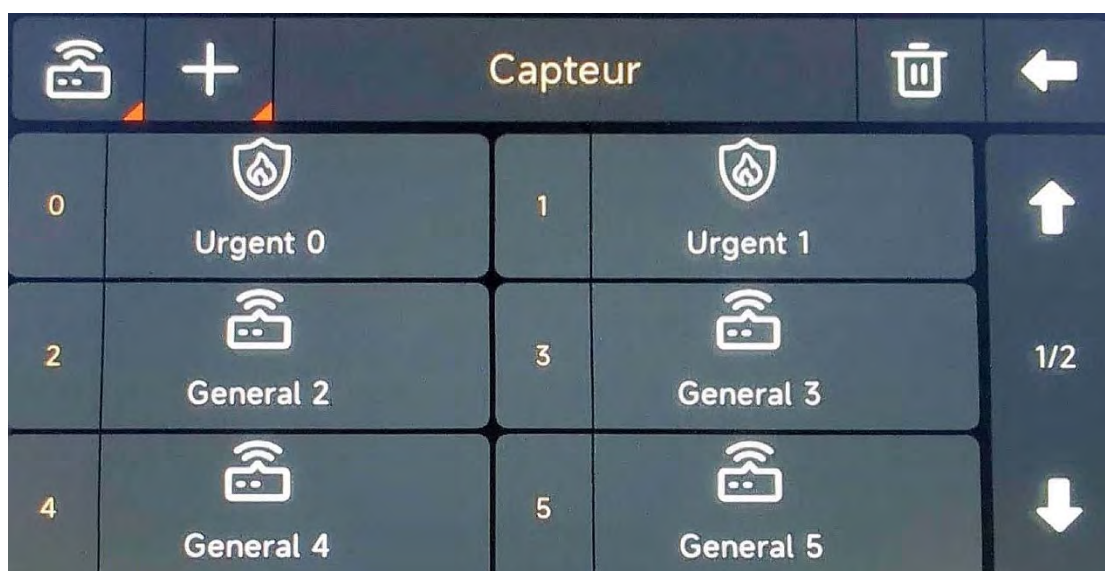 Capteur
0
Urgent 0
1
Urgent 1
2
General 2
3
General 3
1/2
4
General 4
5
General 5